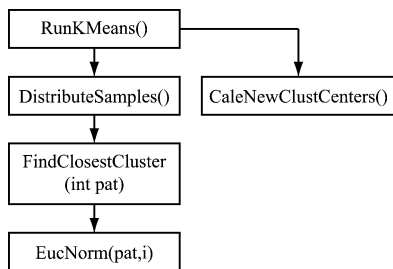 RunKMeans()
DistributeSamples()
CaleNewClustCenters()
FindClosestCluster
(int pat)
EucNorm(pat,i)